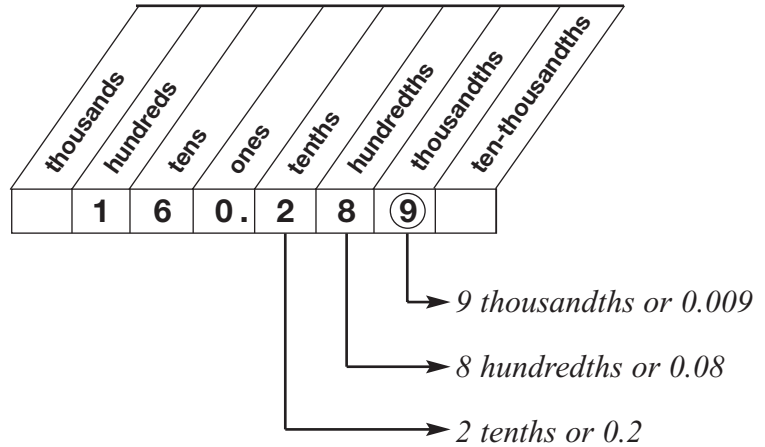 thousands
hundreds
tens
ones
tenths
hundredths
thousandths
ten-thousandths
1 6 0. 2 8 9
9 thousandths or 0.009
8 hundredths or 0.08
2 tenths or 0.2